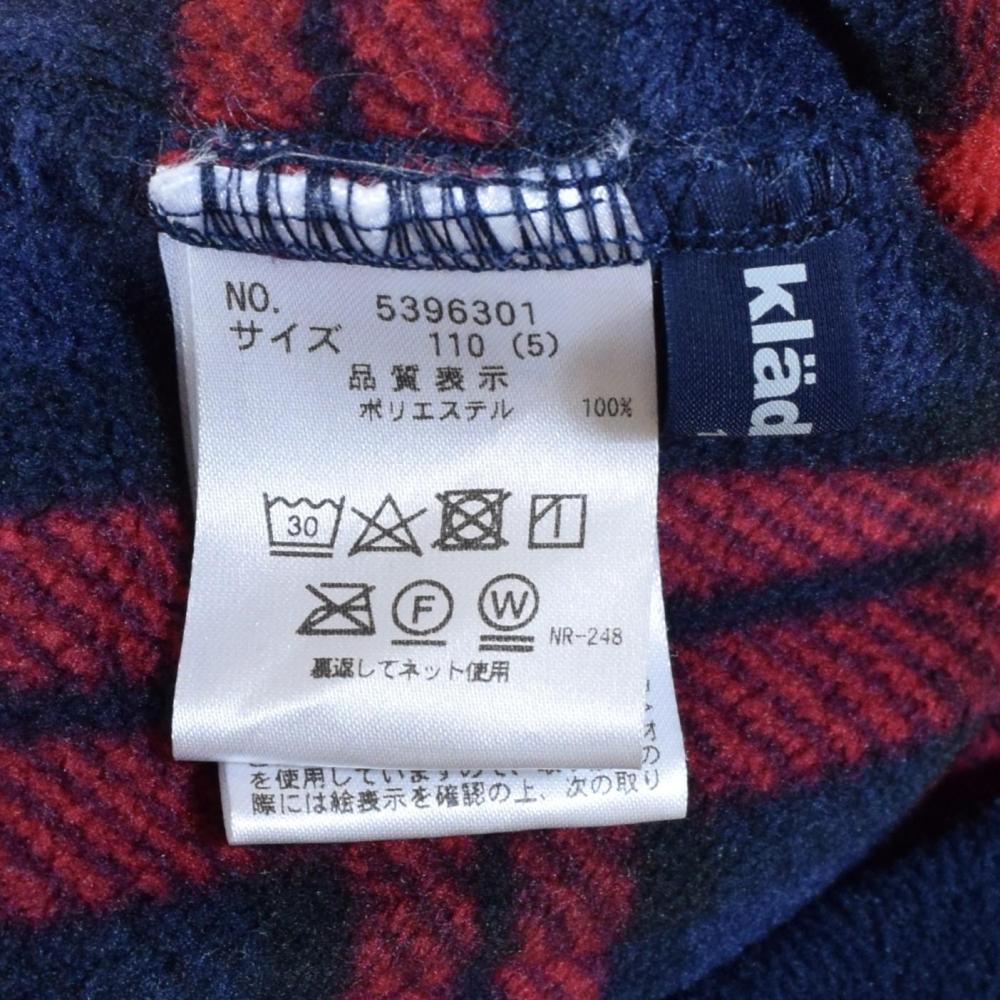 NO. 5396301
サイズ 110 (5)
品質表示
ポリエステル 100%
30
F W NR-248
裏返してネット使用
を使用していますので、
際には絵表示を確認の上、次の取り
kläd